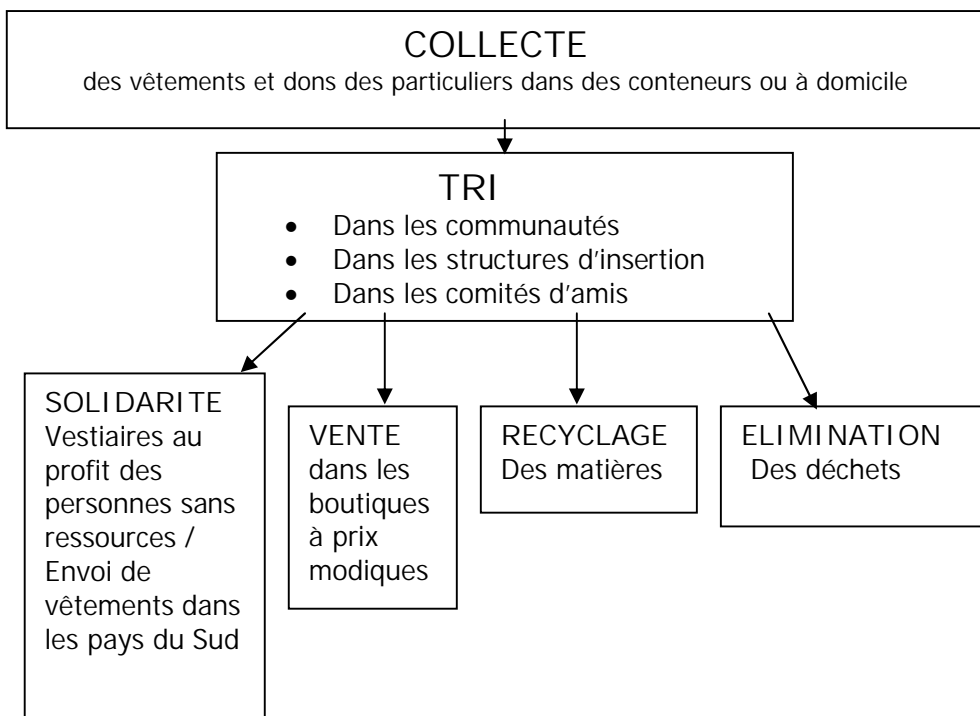 COLLECTE
des vêtements et dons des particuliers dans des conteneurs ou à domicile
TRI
• Dans les communautés
• Dans les structures d'insertion
• Dans les comités d'amis
SOLIDARITE
Vestiaires au
profit des
personnes sans
ressources /
Envoi de
vêtements dans
les pays du Sud
VENTE
dans les
boutiques
à prix
modiques
RECYCLAGE
Des matières
ELIMINATION
Des déchets